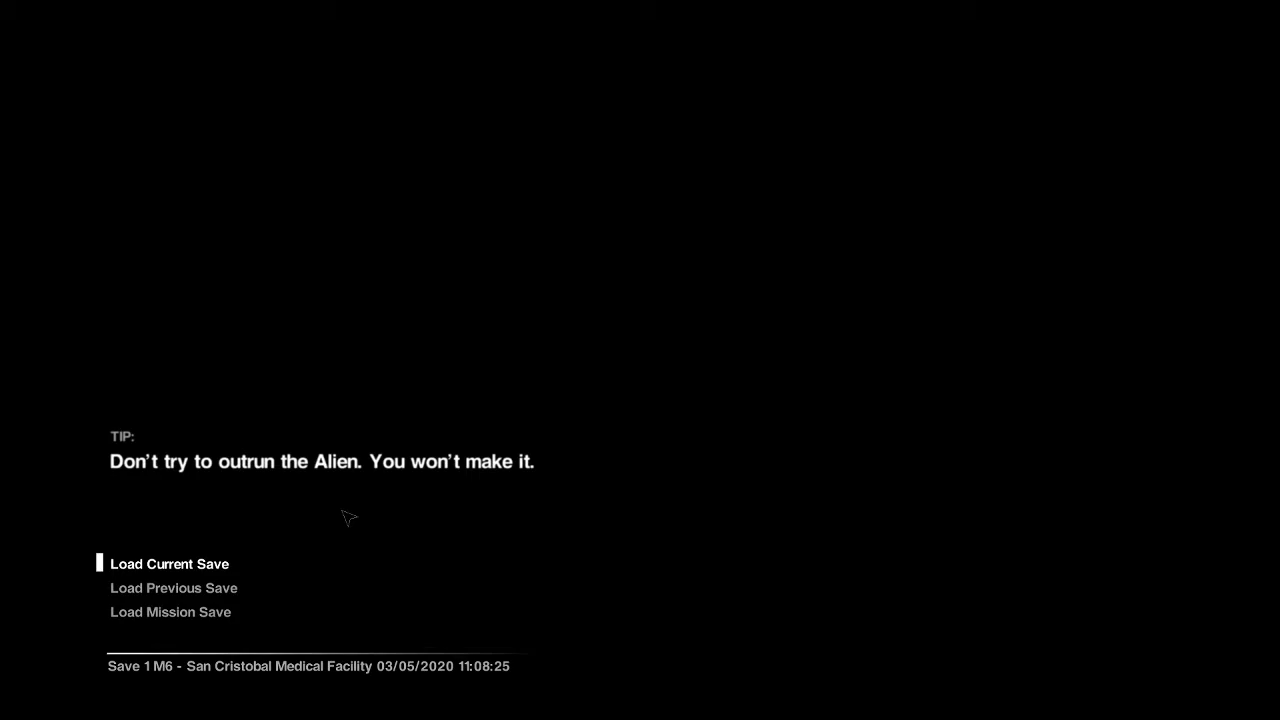 TIP:
Don't try to outrun the Alien. You won't make it.
Load Current Save
Load Previous Save
Load Mission Save
Save 1 M6 - San Cristobal Medical Facility 03/05/2020 11:08:25